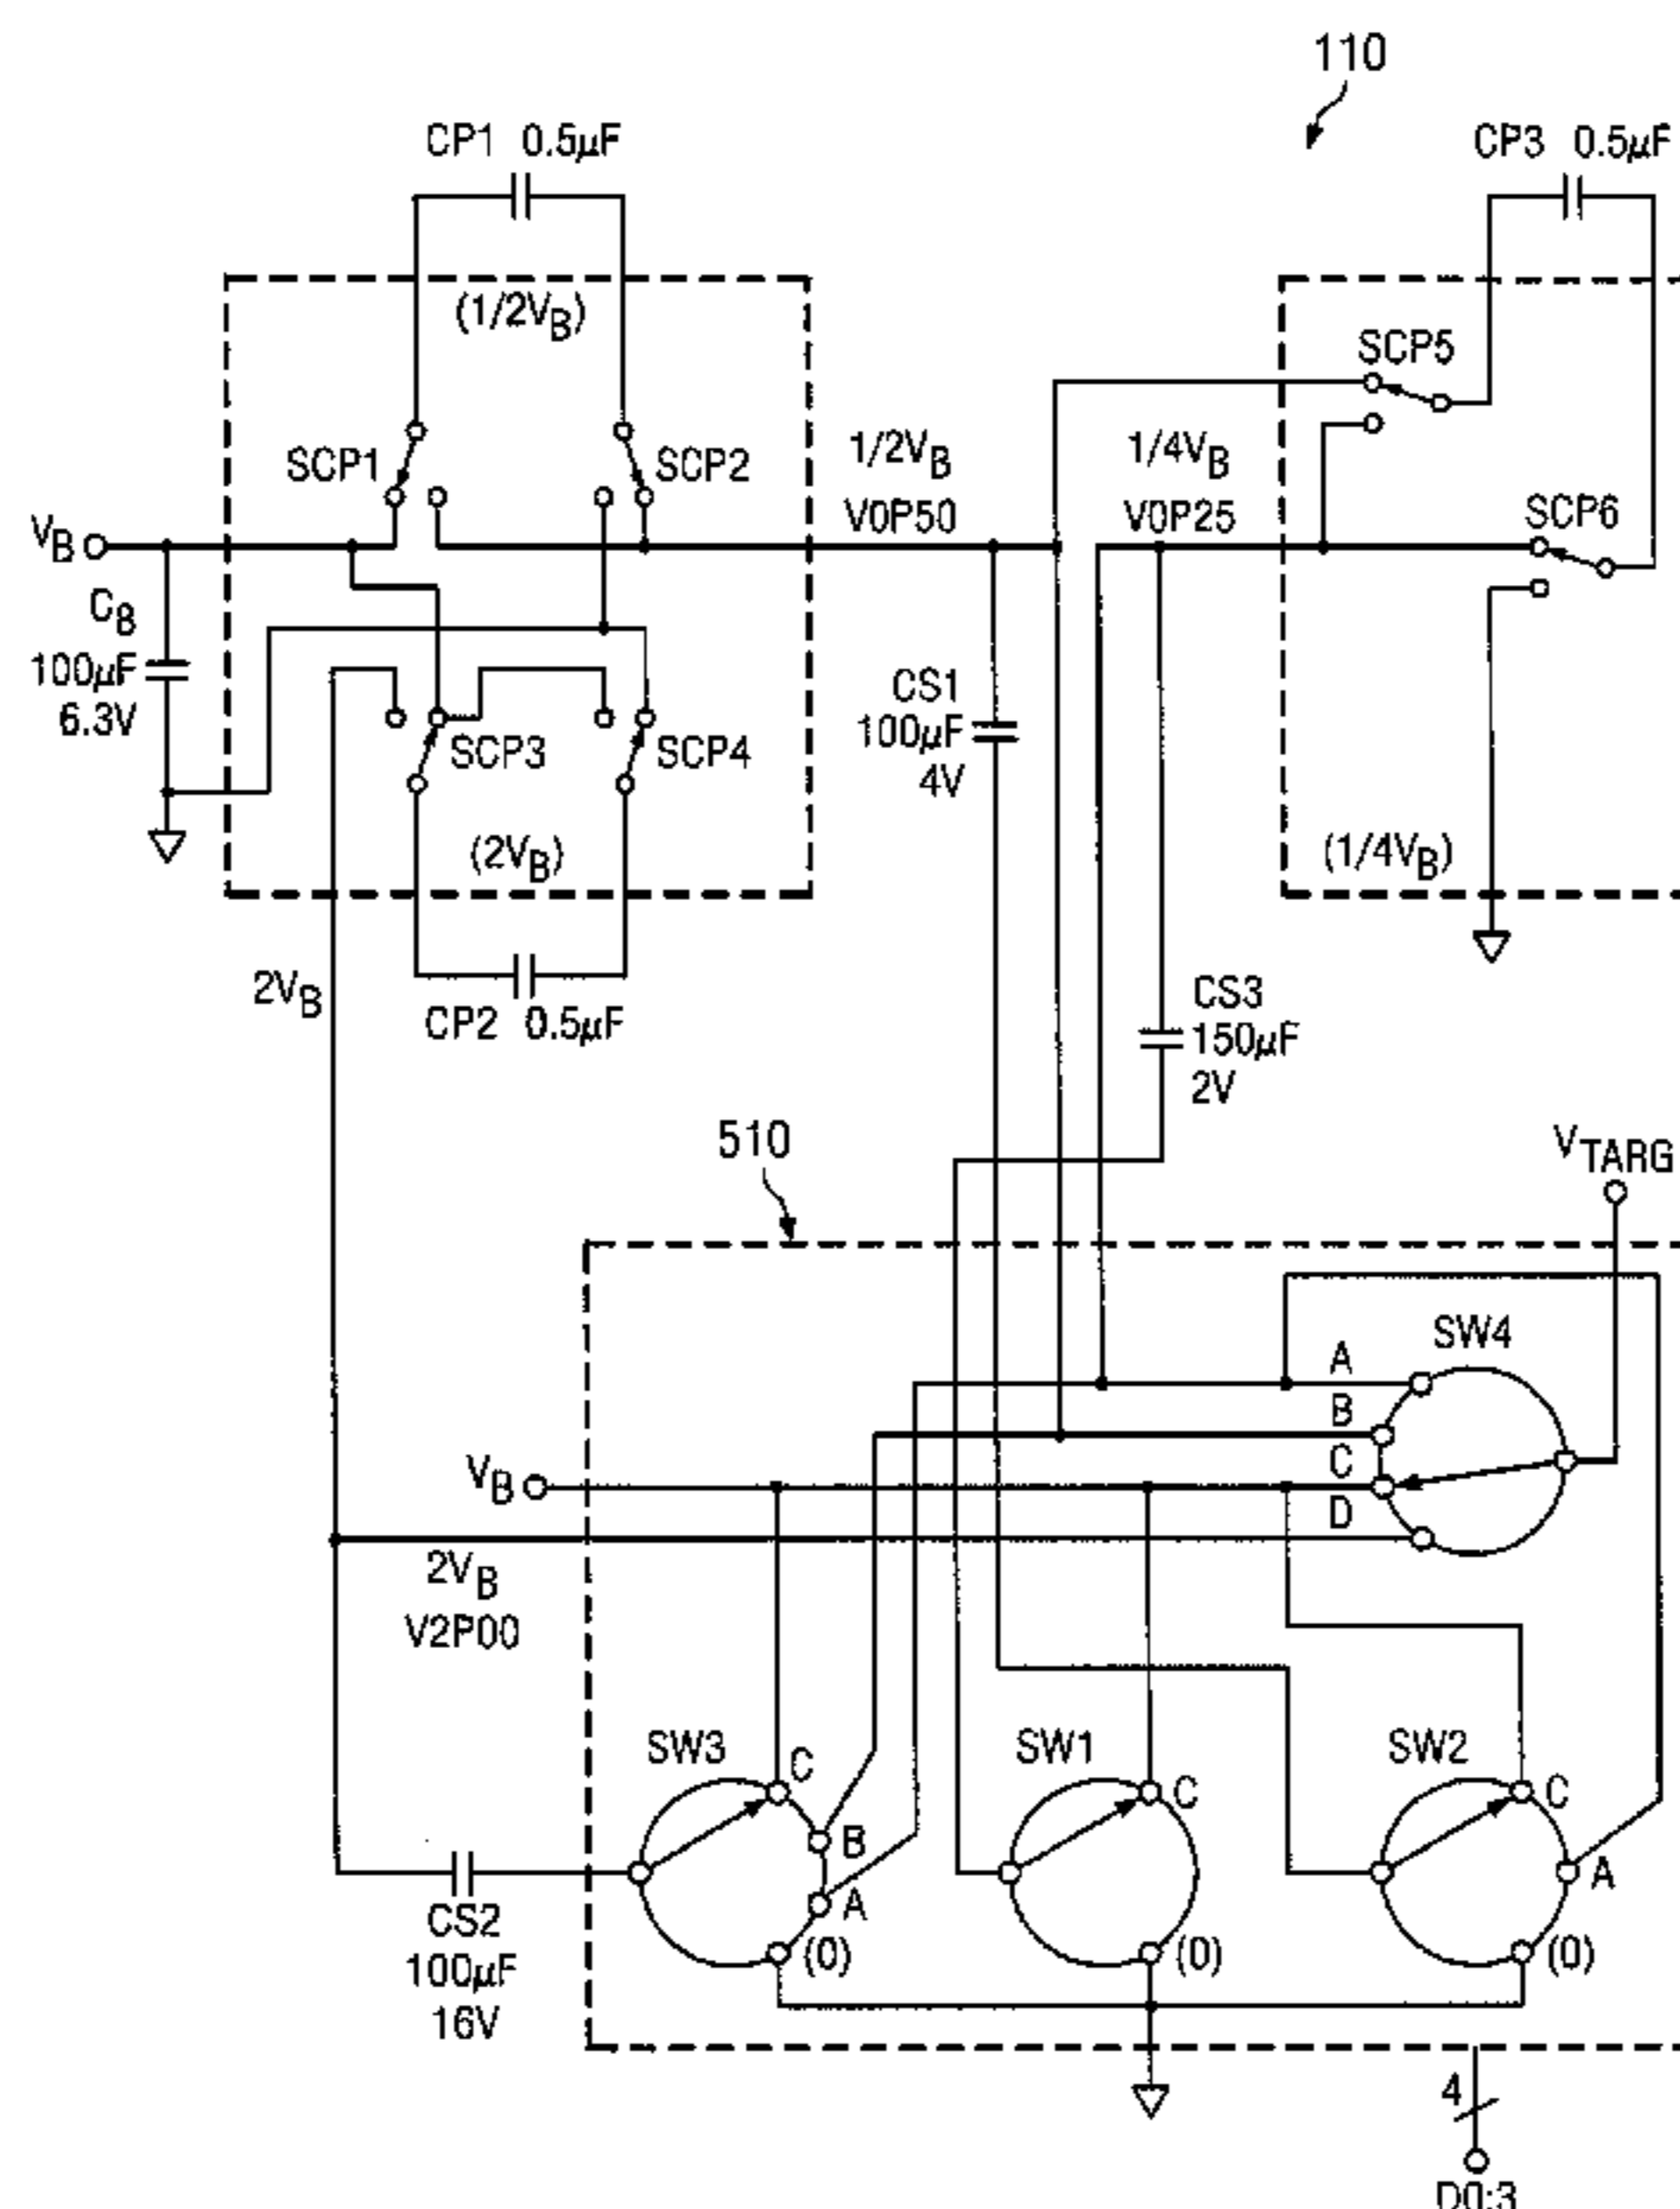 110
CP1 0.5µF
CP3 0.5µF
(1/2VB)
SCP5
SCP1
SCP2
1/2VB
1/4VB
V0P50
V0P25
SCP6
VB
CB
100µF
6.3V
CS1
100µF
4V
SCP3
SCP4
(2VB)
(1/4VB)
2VB
CP2 0.5µF
CS3
150µF
2V
510
VTARG
SW4
A
B
C
D
VB
2VB
V2P00
SW3
C
B
A
(0)
SW1
C
(0)
SW2
C
A
(0)
CS2
100µF
16V
4
D0:3